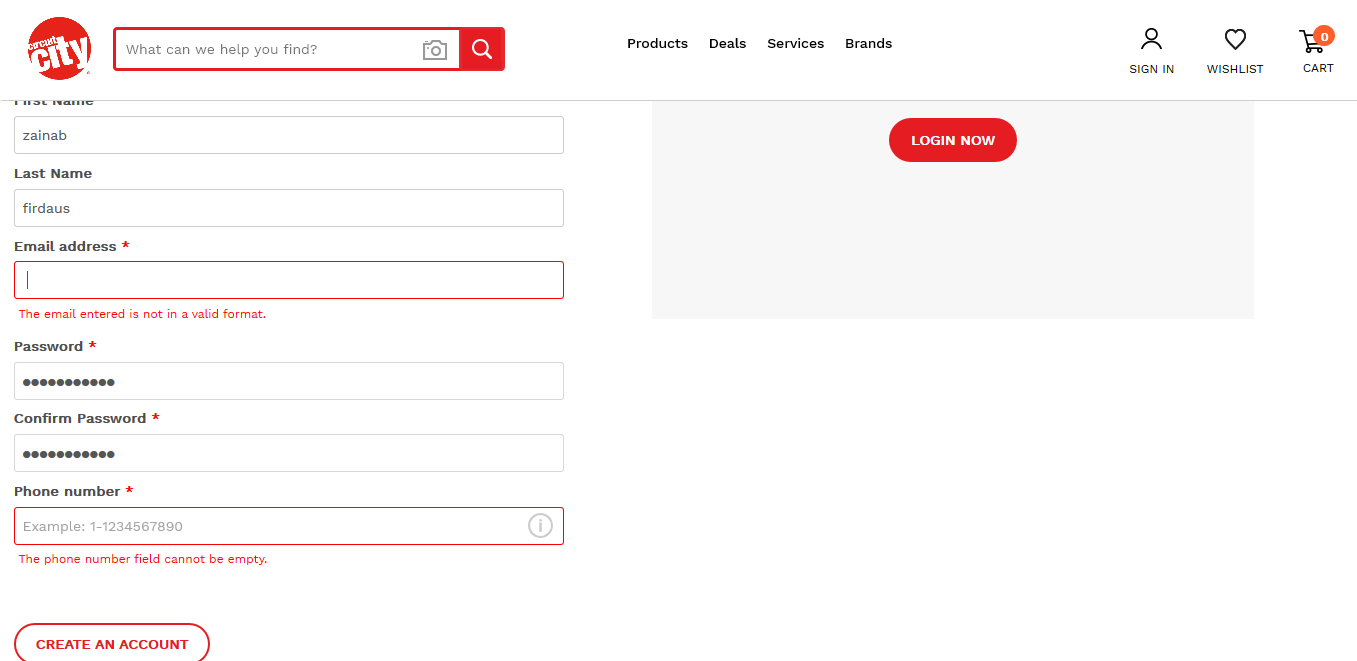 circuit city
What can we help you find?
Products Deals Services Brands
SIGN IN WISHLIST 0 CART
First Name
zainab
Last Name
firdaus
Email address *
The email entered is not in a valid format.
Password *
●●●●●●●●●●●
Confirm Password *
●●●●●●●●●●●
Phone number *
Example: 1-1234567890
The phone number field cannot be empty.
CREATE AN ACCOUNT
LOGIN NOW